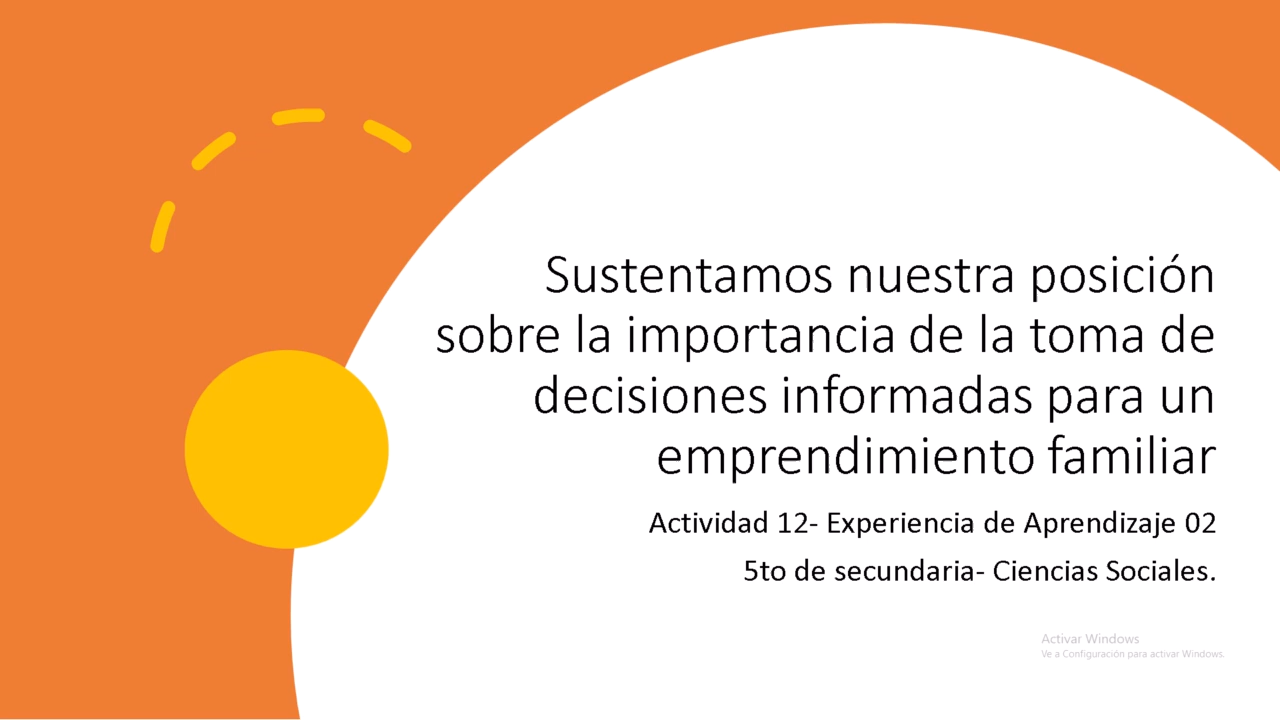 Sustentamos nuestra posición
sobre la importancia de la toma de
decisiones informadas para un
emprendimiento familiar
Actividad 12- Experiencia de Aprendizaje 02
5to de secundaria- Ciencias Sociales.
Activar Windows
Ve a Configuración para activar Windows.